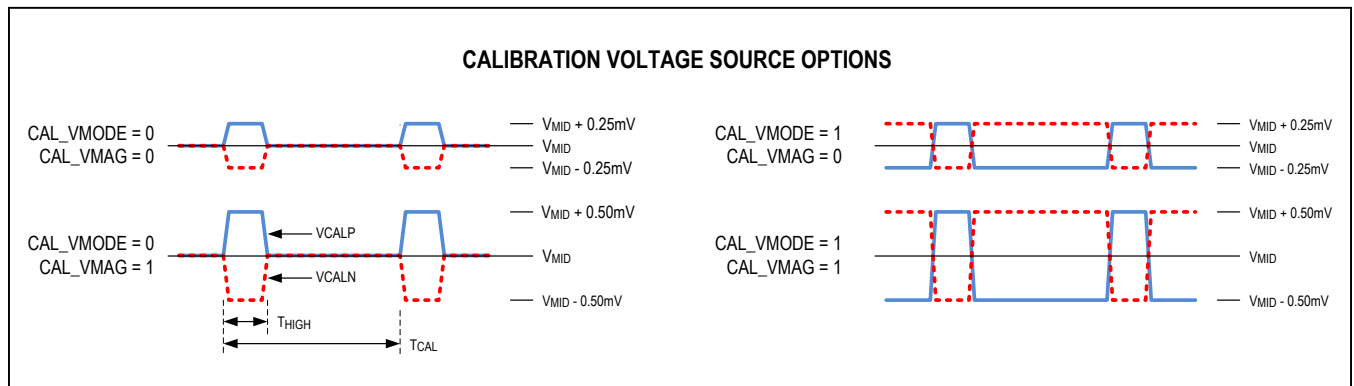 CALIBRATION VOLTAGE SOURCE OPTIONS
CAL_VMODE = 0
CAL_VMAG = 0
VMID + 0.25mV
VMID
VMID - 0.25mV
CAL_VMODE = 1
CAL_VMAG = 0
VMID + 0.25mV
VMID
VMID - 0.25mV
CAL_VMODE = 0
CAL_VMAG = 1
VCALP
VCALN
VMID + 0.50mV
VMID
VMID - 0.50mV
THIGH
TCAL
CAL_VMODE = 1
CAL_VMAG = 1
VMID + 0.50mV
VMID
VMID - 0.50mV